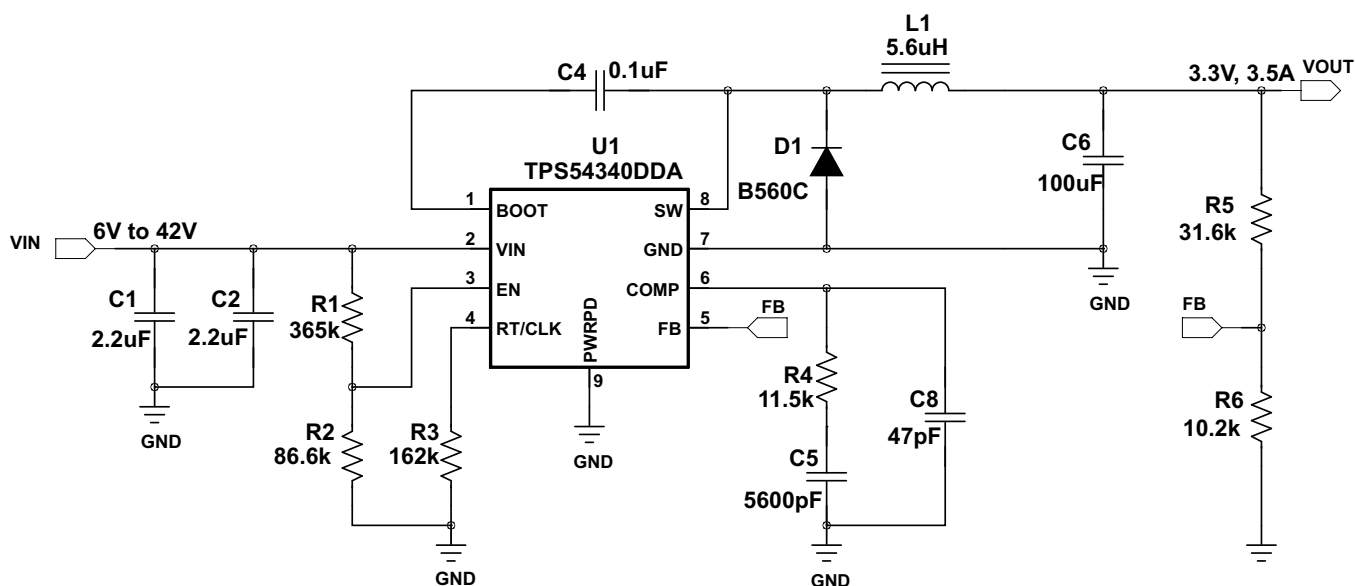 L1
5.6uH
C4
0.1uF
3.3V, 3.5A
VOUT
U1
TPS54340DDA
D1
B560C
C6
100uF
1
BOOT
SW
8
R5
31.6k
VIN
6V to 42V
2
VIN
GND
7
3
EN
COMP
6
GND
C1
2.2uF
C2
2.2uF
R1
365k
4
RT/CLK
FB
5
FB
FB
PWRPD
9
R4
11.5k
C8
47pF
R6
10.2k
GND
R2
86.6k
R3
162k
GND
C5
5600pF
GND
GND